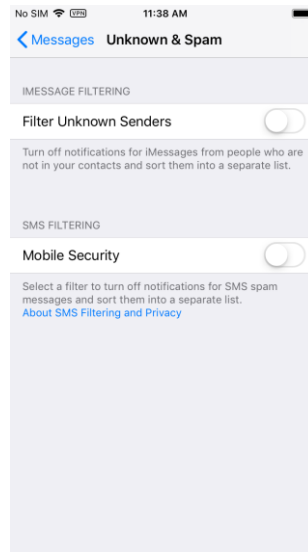 No SIM VPN 11:38 AM
Messages Unknown & Spam
IMESSAGE FILTERING
Filter Unknown Senders
Turn off notifications for iMessages from people who are
not in your contacts and sort them into a separate list.
SMS FILTERING
Mobile Security
Select a filter to turn off notifications for SMS spam
messages and sort them into a separate list.
About SMS Filtering and Privacy